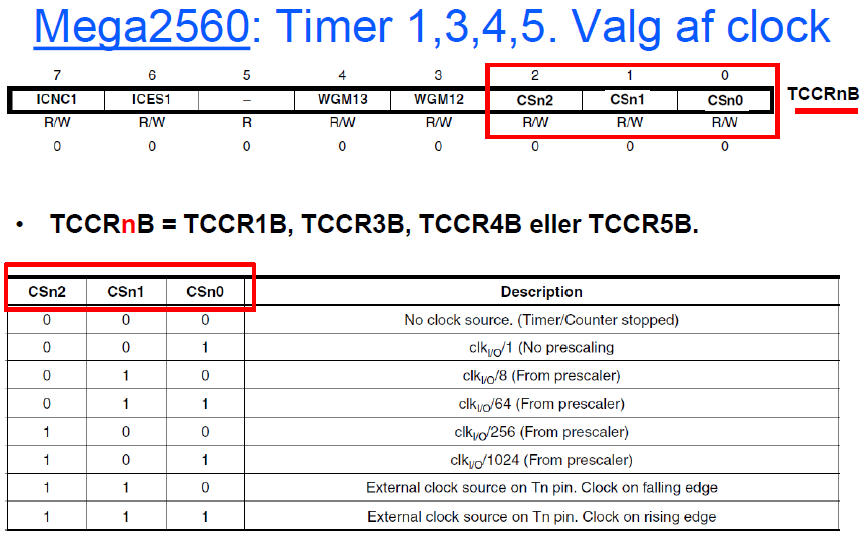 Mega2560: Timer 1,3,4,5. Valg af clock
7 6 5 4 3 2 1 0
ICNC1 ICES1 – WGM13 WGM12 CSn2 CSn1 CSn0 TCCRnB
R/W R/W R R/W R/W R/W R/W R/W
0 0 0 0 0 0 0 0
• TCCRnB = TCCR1B, TCCR3B, TCCR4B eller TCCR5B.
CSn2 CSn1 CSn0 Description
0 0 0 No clock source. (Timer/Counter stopped)
0 0 1 clkI/O/1 (No prescaling
0 1 0 clkI/O/8 (From prescaler)
0 1 1 clkI/O/64 (From prescaler)
1 0 0 clkI/O/256 (From prescaler)
1 0 1 clkI/O/1024 (From prescaler)
1 1 0 External clock source on Tn pin. Clock on falling edge
1 1 1 External clock source on Tn pin. Clock on rising edge